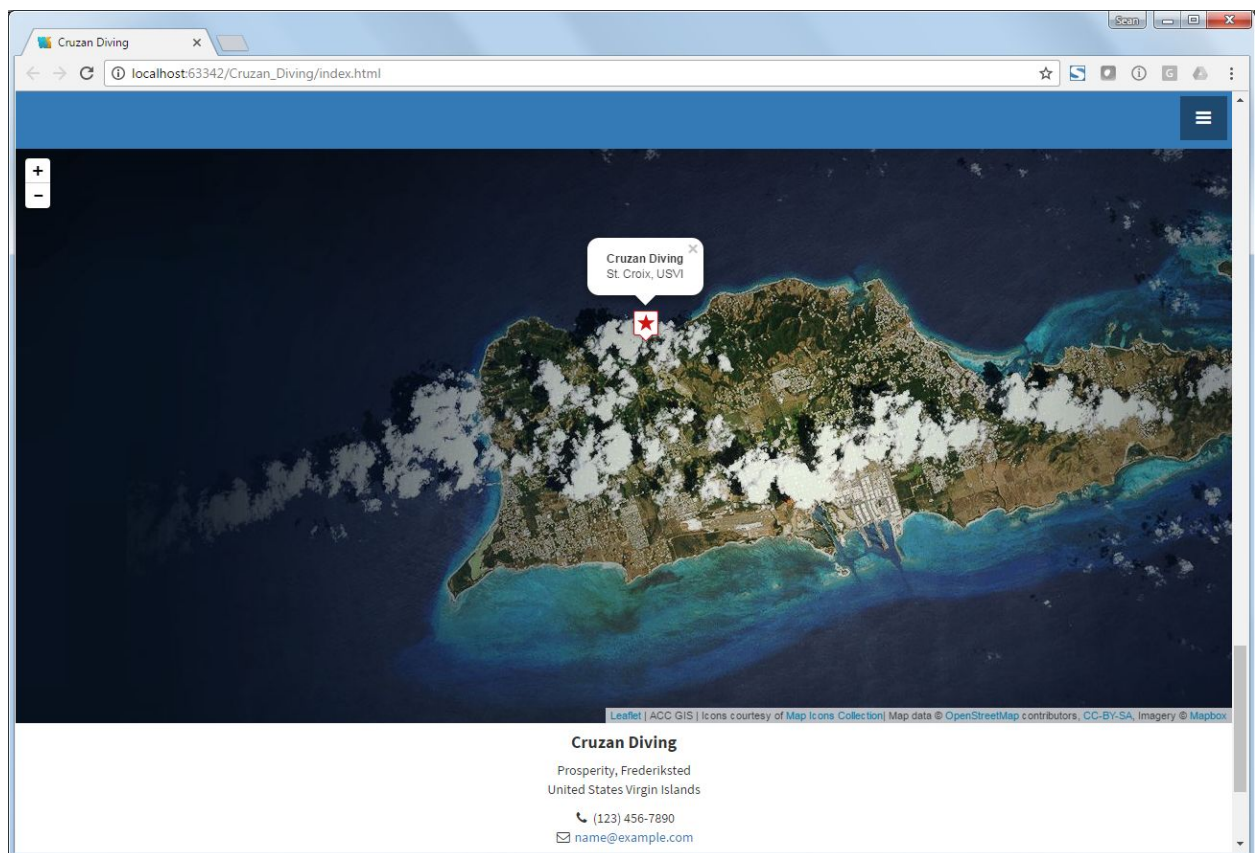 Sean
Cruzan Diving
localhost:63342/Cruzan_Diving/index.html
+
−
Cruzan Diving
St. Croix, USVI
Leaflet | ACC GIS | Icons courtesy of Map Icons Collection| Map data © OpenStreetMap contributors, CC-BY-SA, Imagery © Mapbox
Cruzan Diving
Prosperity, Frederiksted
United States Virgin Islands
(123) 456-7890
name@example.com